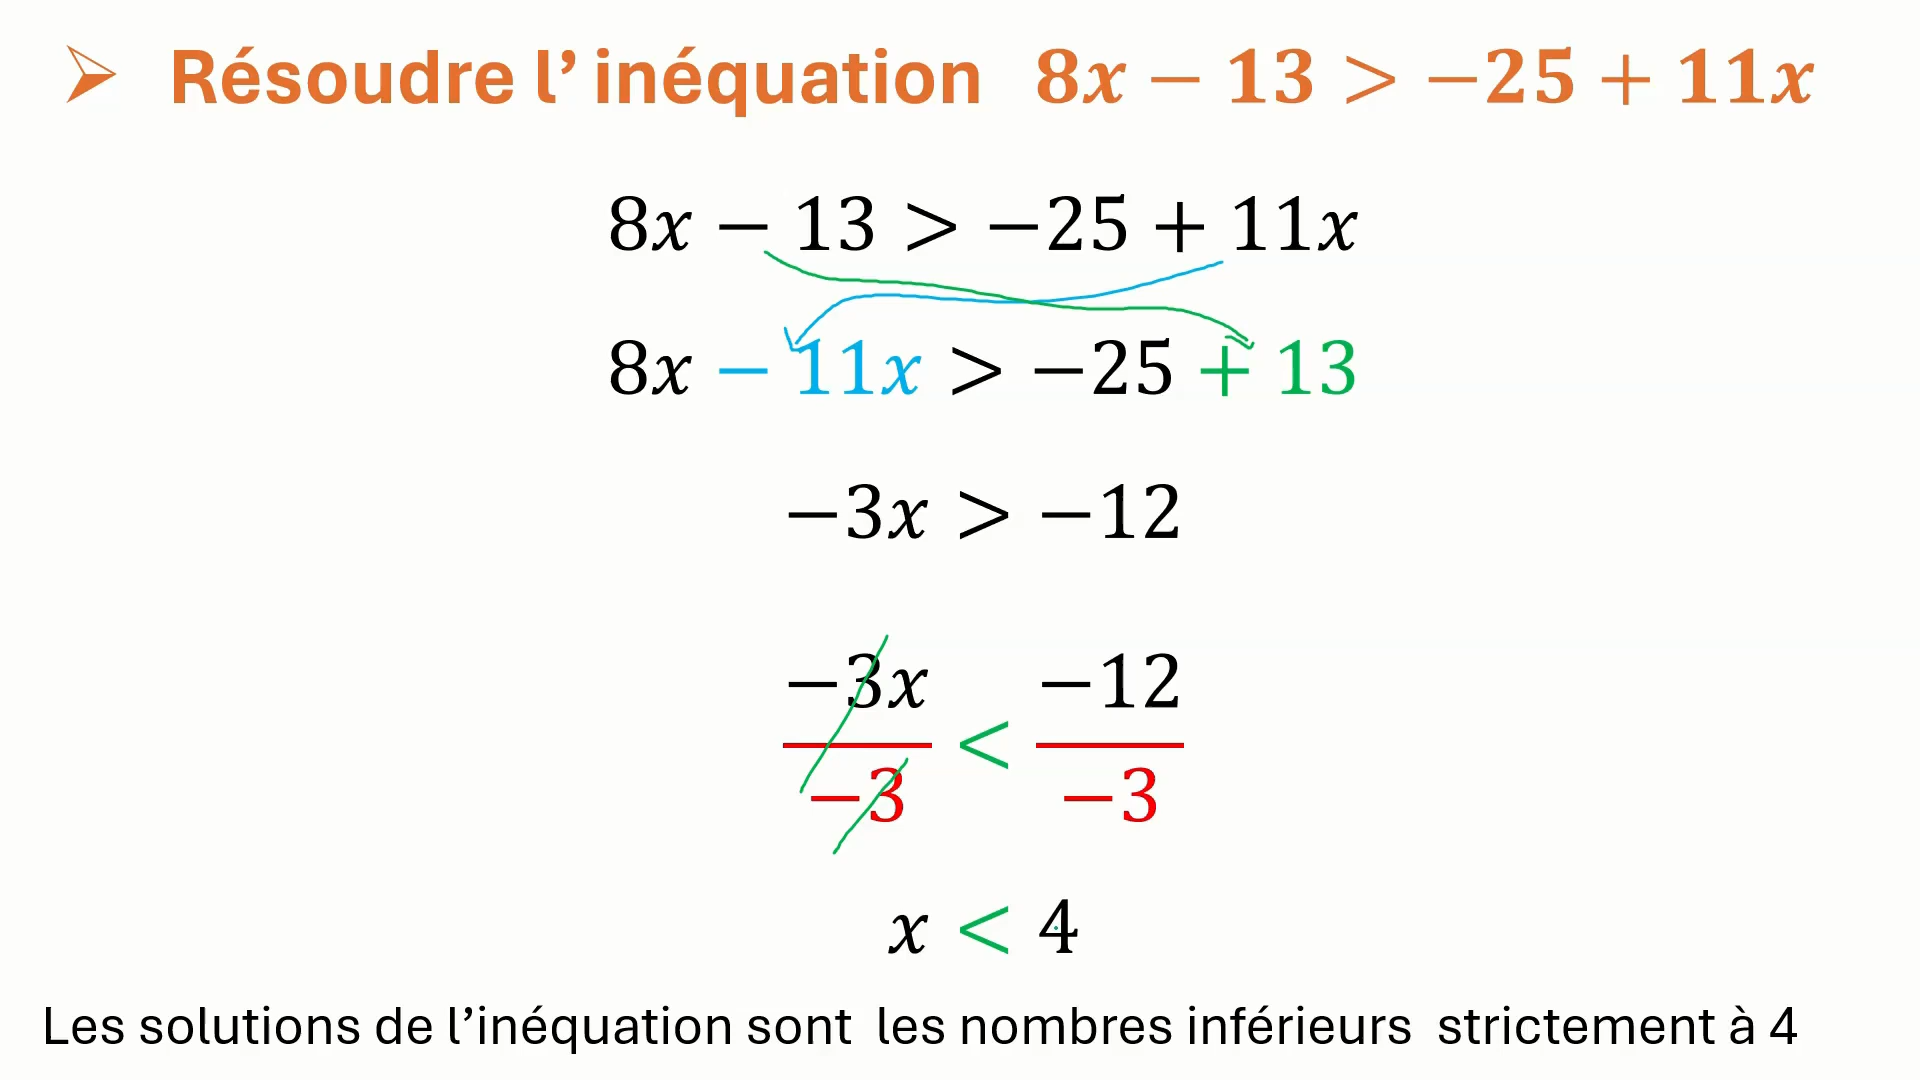 ➢ Résoudre l’ inéquation 8x − 13 > −25 + 11x
8x − 13 > −25 + 11x
8x − 11x > −25 + 13
−3x > −12
−3x/−3 < −12/−3
x < 4
Les solutions de l’inéquation sont les nombres inférieurs strictement à 4